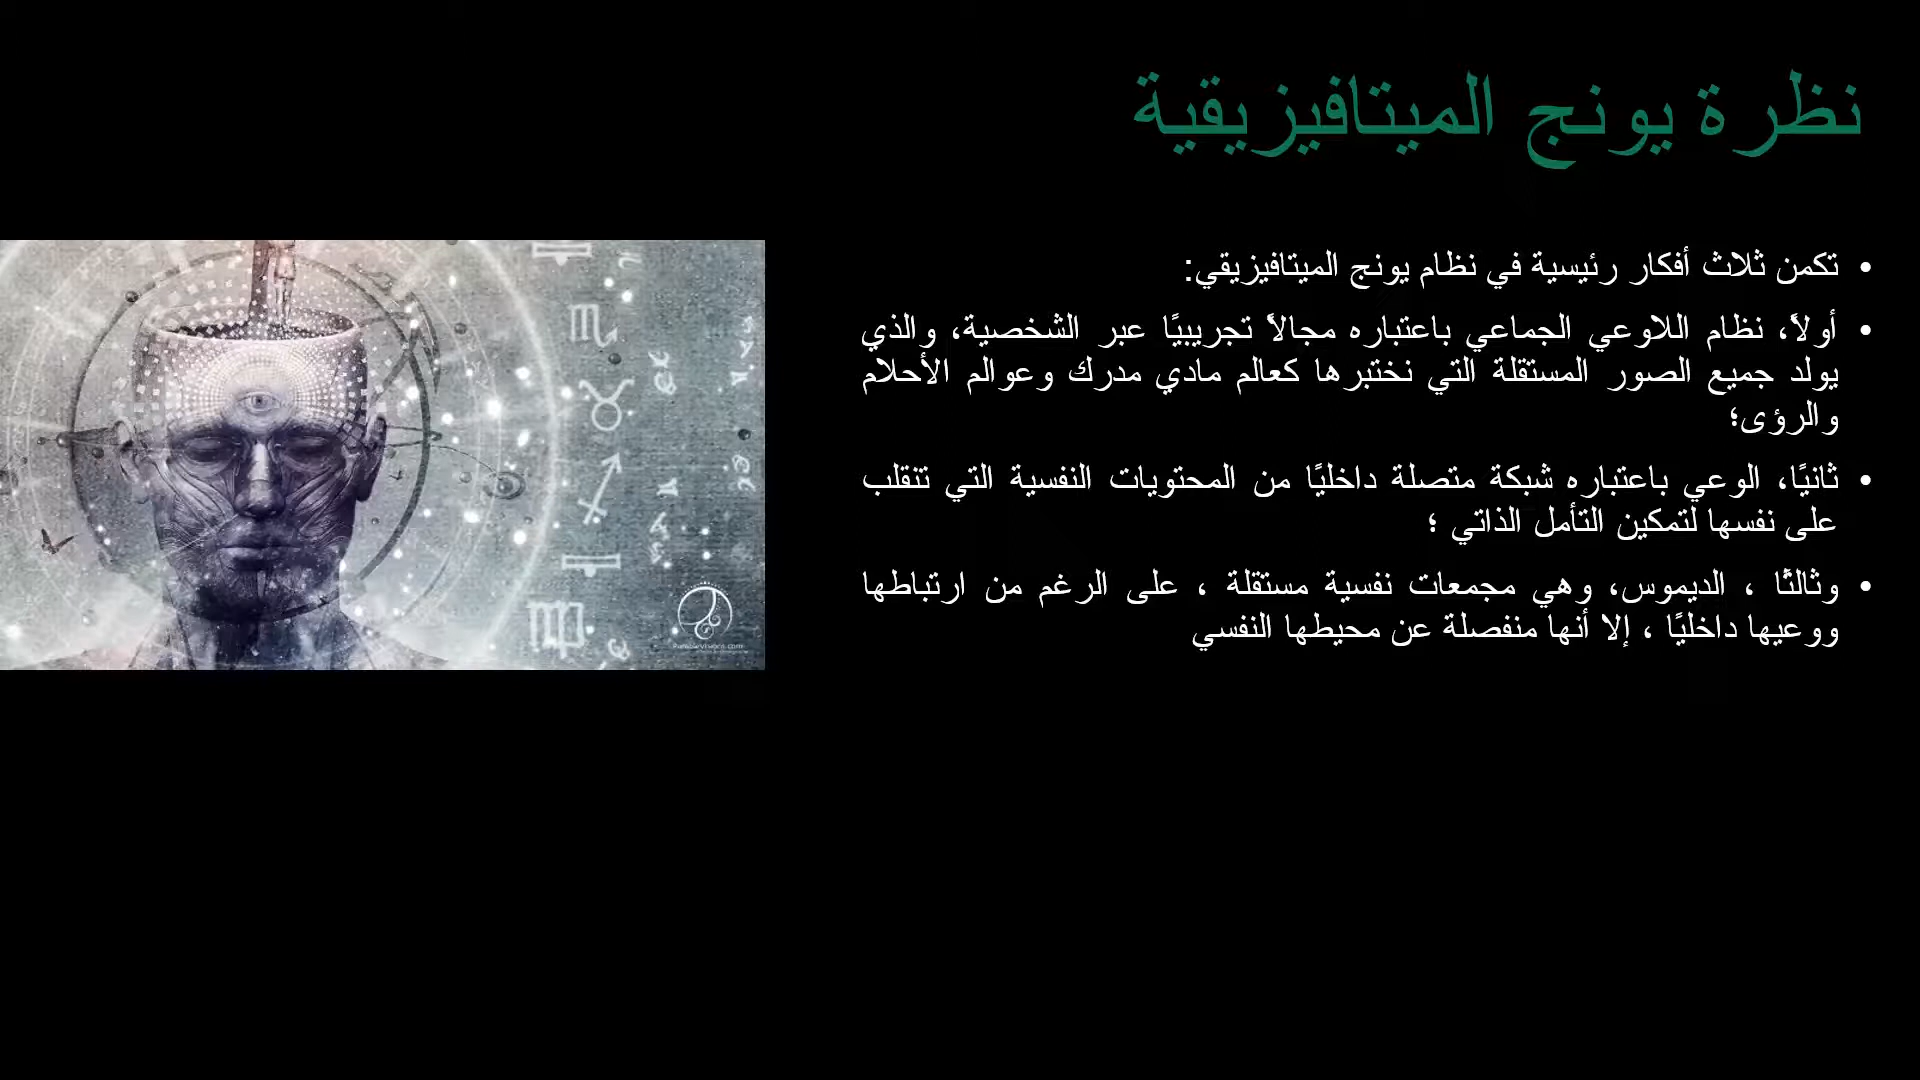 نظرة يونج الميتافيزيقية
• تكمن ثلاث أفكار رئيسية في نظام يونج الميتافيزيقي:
• أولاً، نظام اللاوعي الجماعي باعتباره مجالاً تجريبيًا عبر الشخصية، والذي
يولد جميع الصور المستقلة التي نختبرها كعالم مادي مدرك وعوالم الأحلام
والرؤى؛
• ثانيًا، الوعي باعتباره شبكة متصلة داخليًا من المحتويات النفسية التي تنقلب
على نفسها لتمكين التأمل الذاتي ؛
• وثالثًا ، الديموس، وهي مجمعات نفسية مستقلة ، على الرغم من ارتباطها
ووعيها داخليًا ، إلا أنها منفصلة عن محيطها النفسي